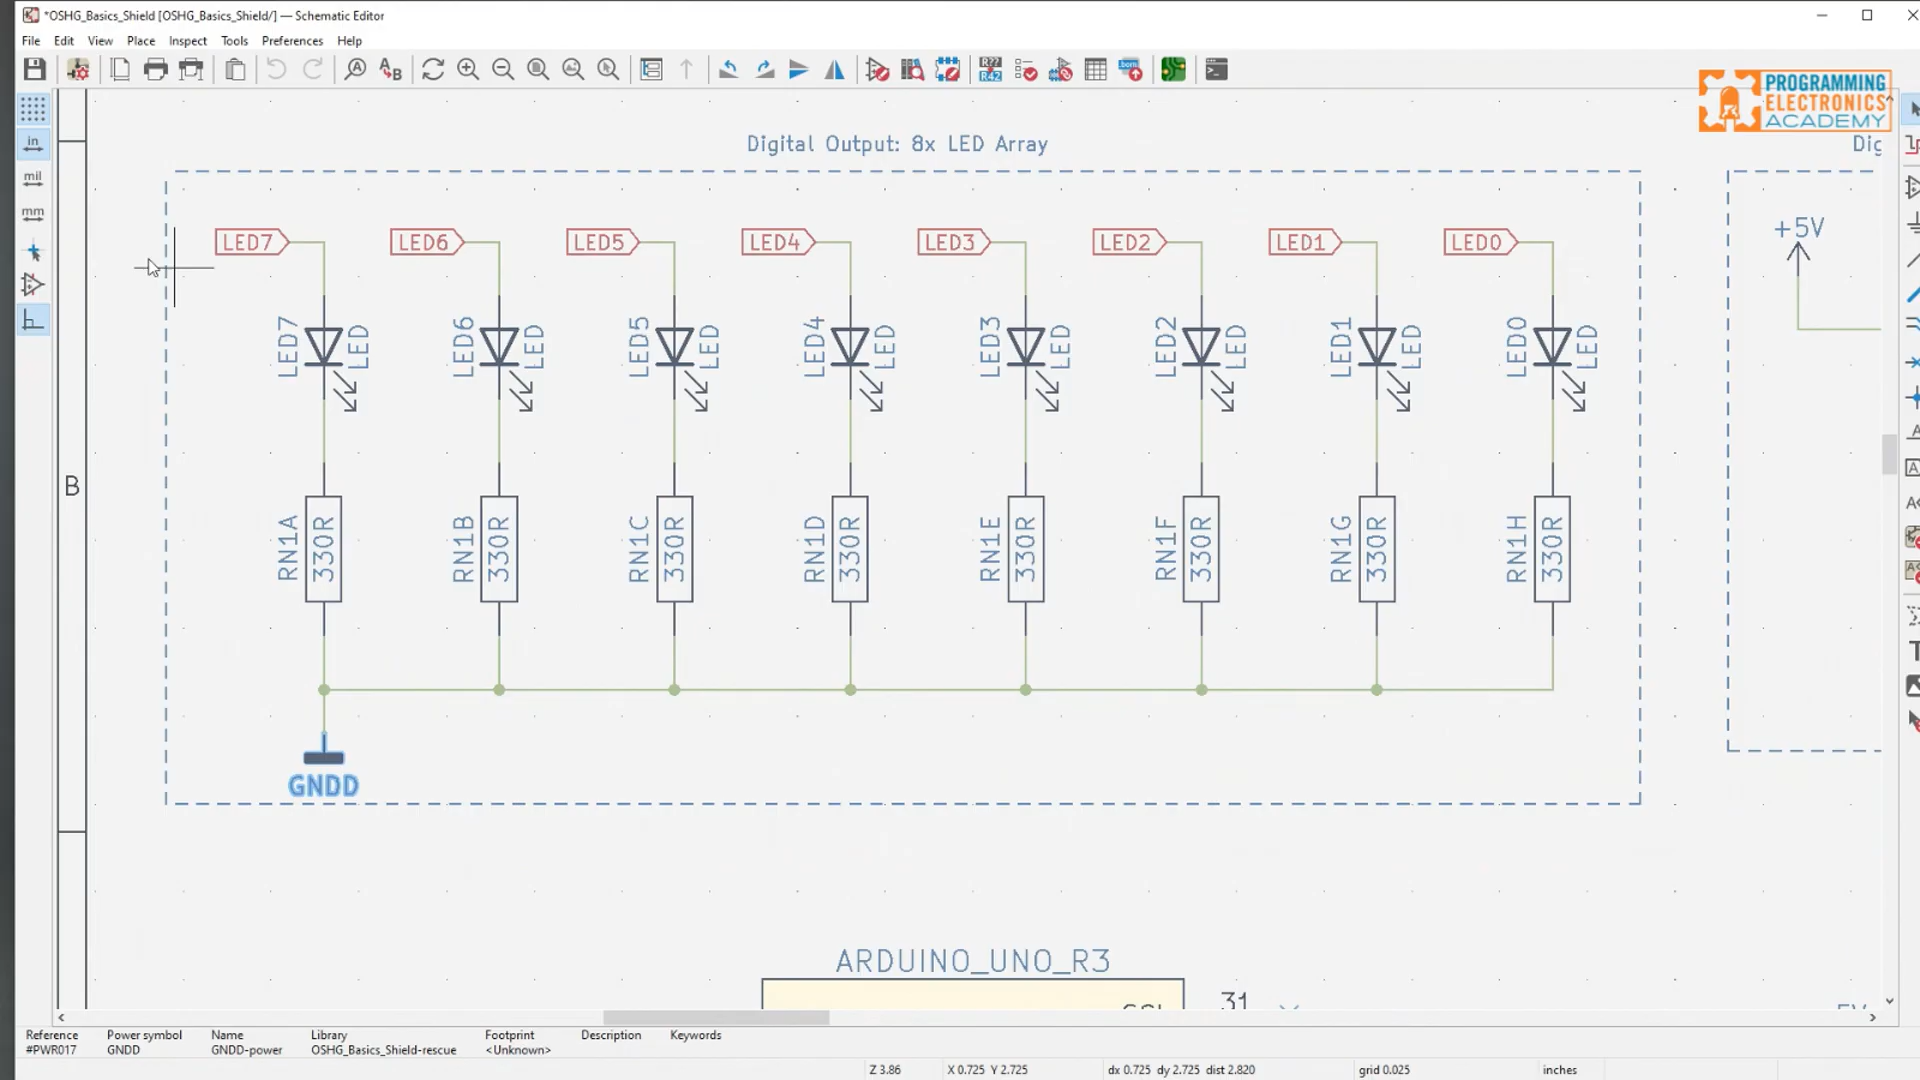 *OSHG_Basics_Shield [OSHG_Basics_Shield/] — Schematic Editor
File Edit View Place Inspect Tools Preferences Help
R??
R42
bom
PROGRAMMING
ELECTRONICS
ACADEMY
in
mil
mm
Digital Output: 8x LED Array
Dig
LED7 LED6 LED5 LED4 LED3 LED2 LED1 LED0
+5V
LED7 LED LED6 LED LED5 LED LED4 LED LED3 LED LED2 LED LED1 LED LED0 LED
B
RN1A 330R RN1B 330R RN1C 330R RN1D 330R RN1E 330R RN1F 330R RN1G 330R RN1H 330R
GNDD
ARDUINO_UNO_R3
31
Reference Power symbol Name Library Footprint Description Keywords
#PWR017 GNDD GNDD-power OSHG_Basics_Shield-rescue <Unknown>
Z 3.86 X 0.725 Y 2.725 dx 0.725 dy 2.725 dist 2.820 grid 0.025 inches